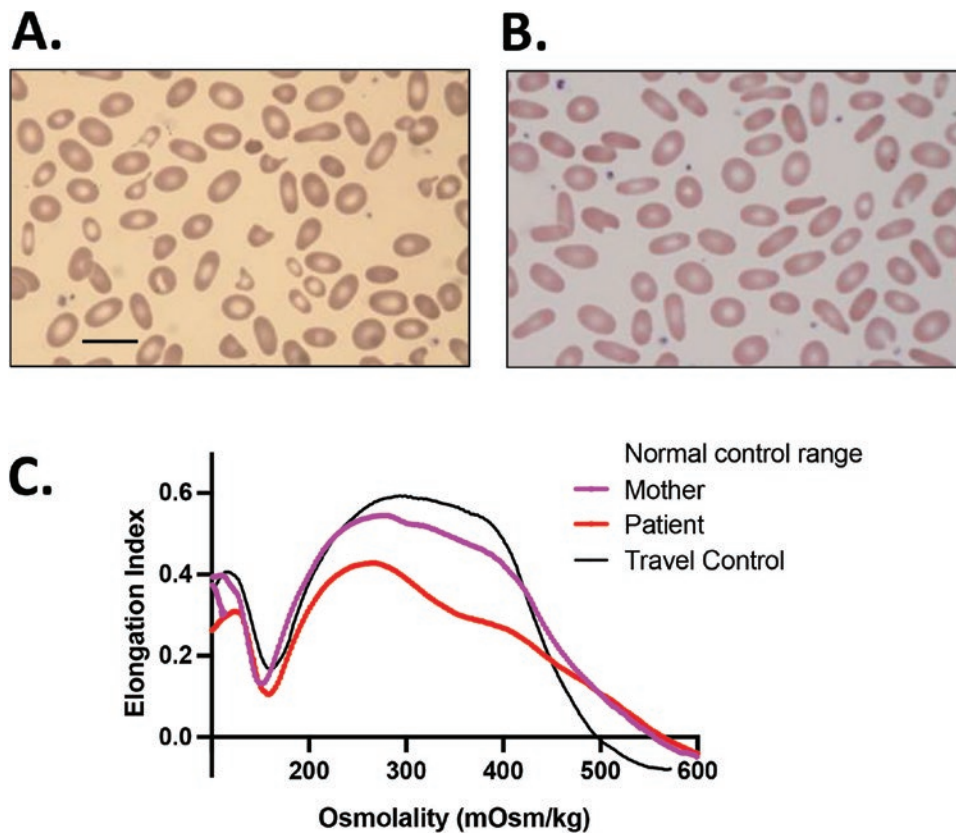 A.
B.
C.
Normal control range
Mother
Patient
Travel Control
Elongation Index
0.6
0.4
0.2
0.0
200
300
400
500
600
Osmolality (mOsm/kg)